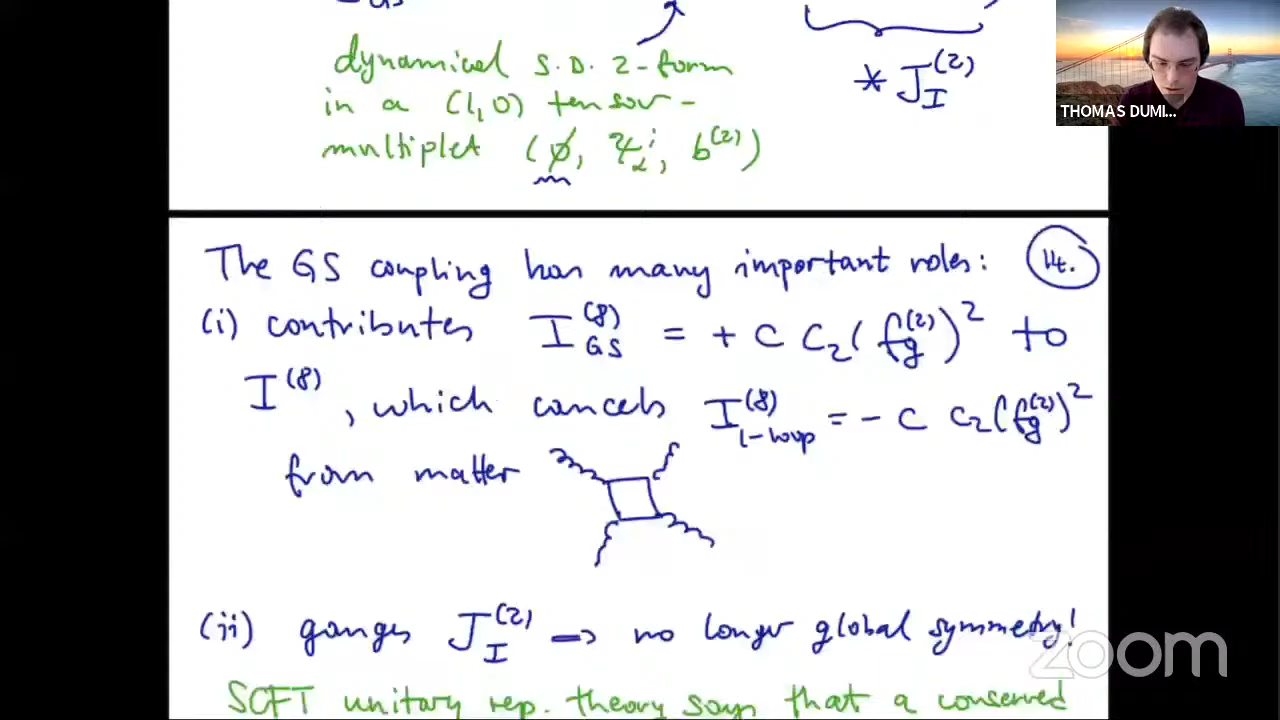 dynamical S.D. 2-form
in a (1,0) tensor-
multiplet (φ, ψ_α^i, b^(2))
* J_I^(2)
THOMAS DUMI...
The GS coupling has many important roles: 14.
(i) contributes I_GS^(8) = + C C_2(f_g^(2))^2 to
I^(8), which cancels I_1-loop^(8) = - C C_2(f_g^(2))^2
from matter
(ii) gauges J_I^(2) → no longer global symmetry!
SCFT unitary rep. theory says that a conserved
zoom